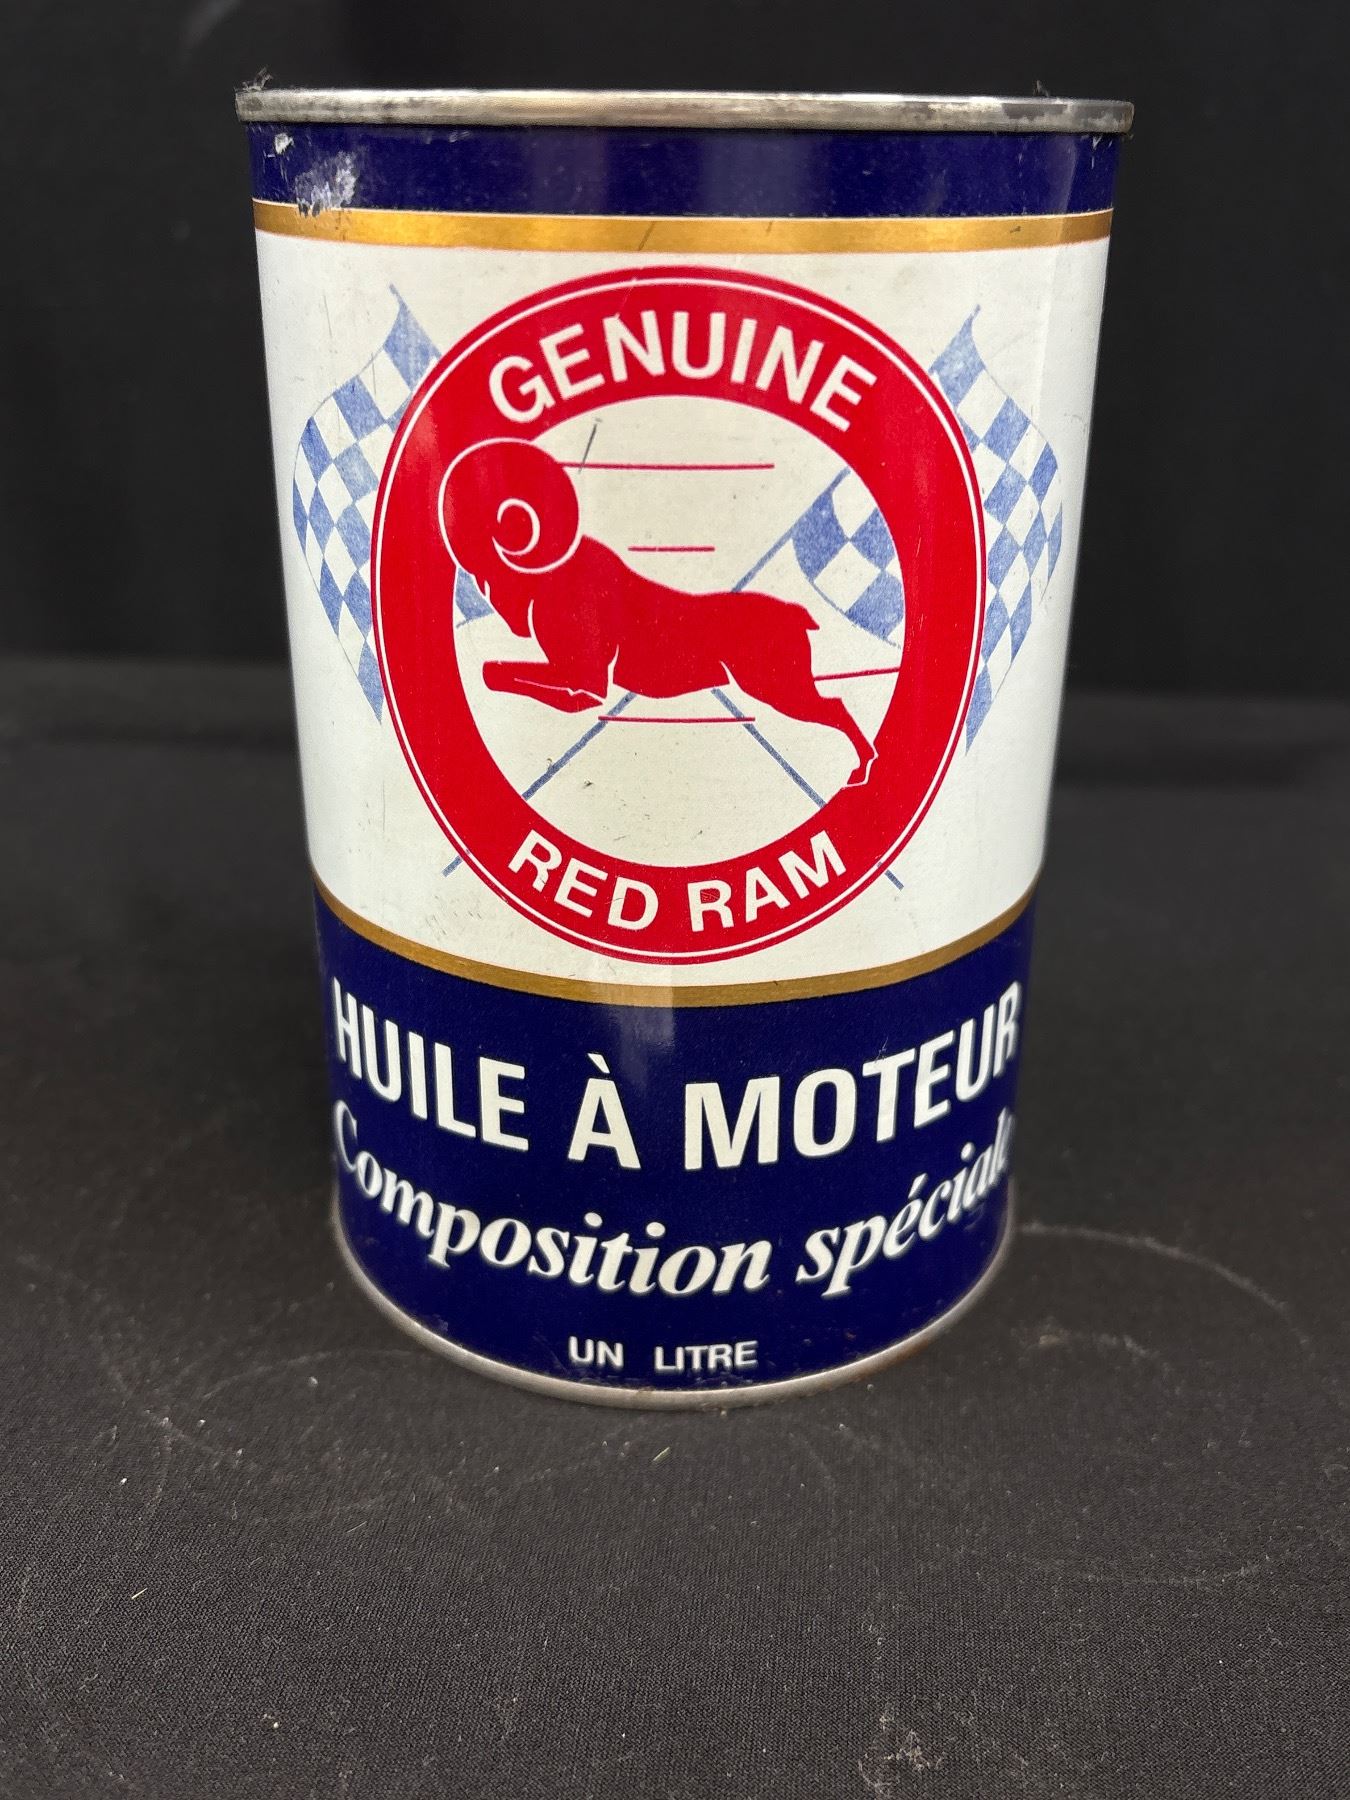 GENUINE
RED RAM
HUILE À MOTEUR
Composition spéciale
UN LITRE